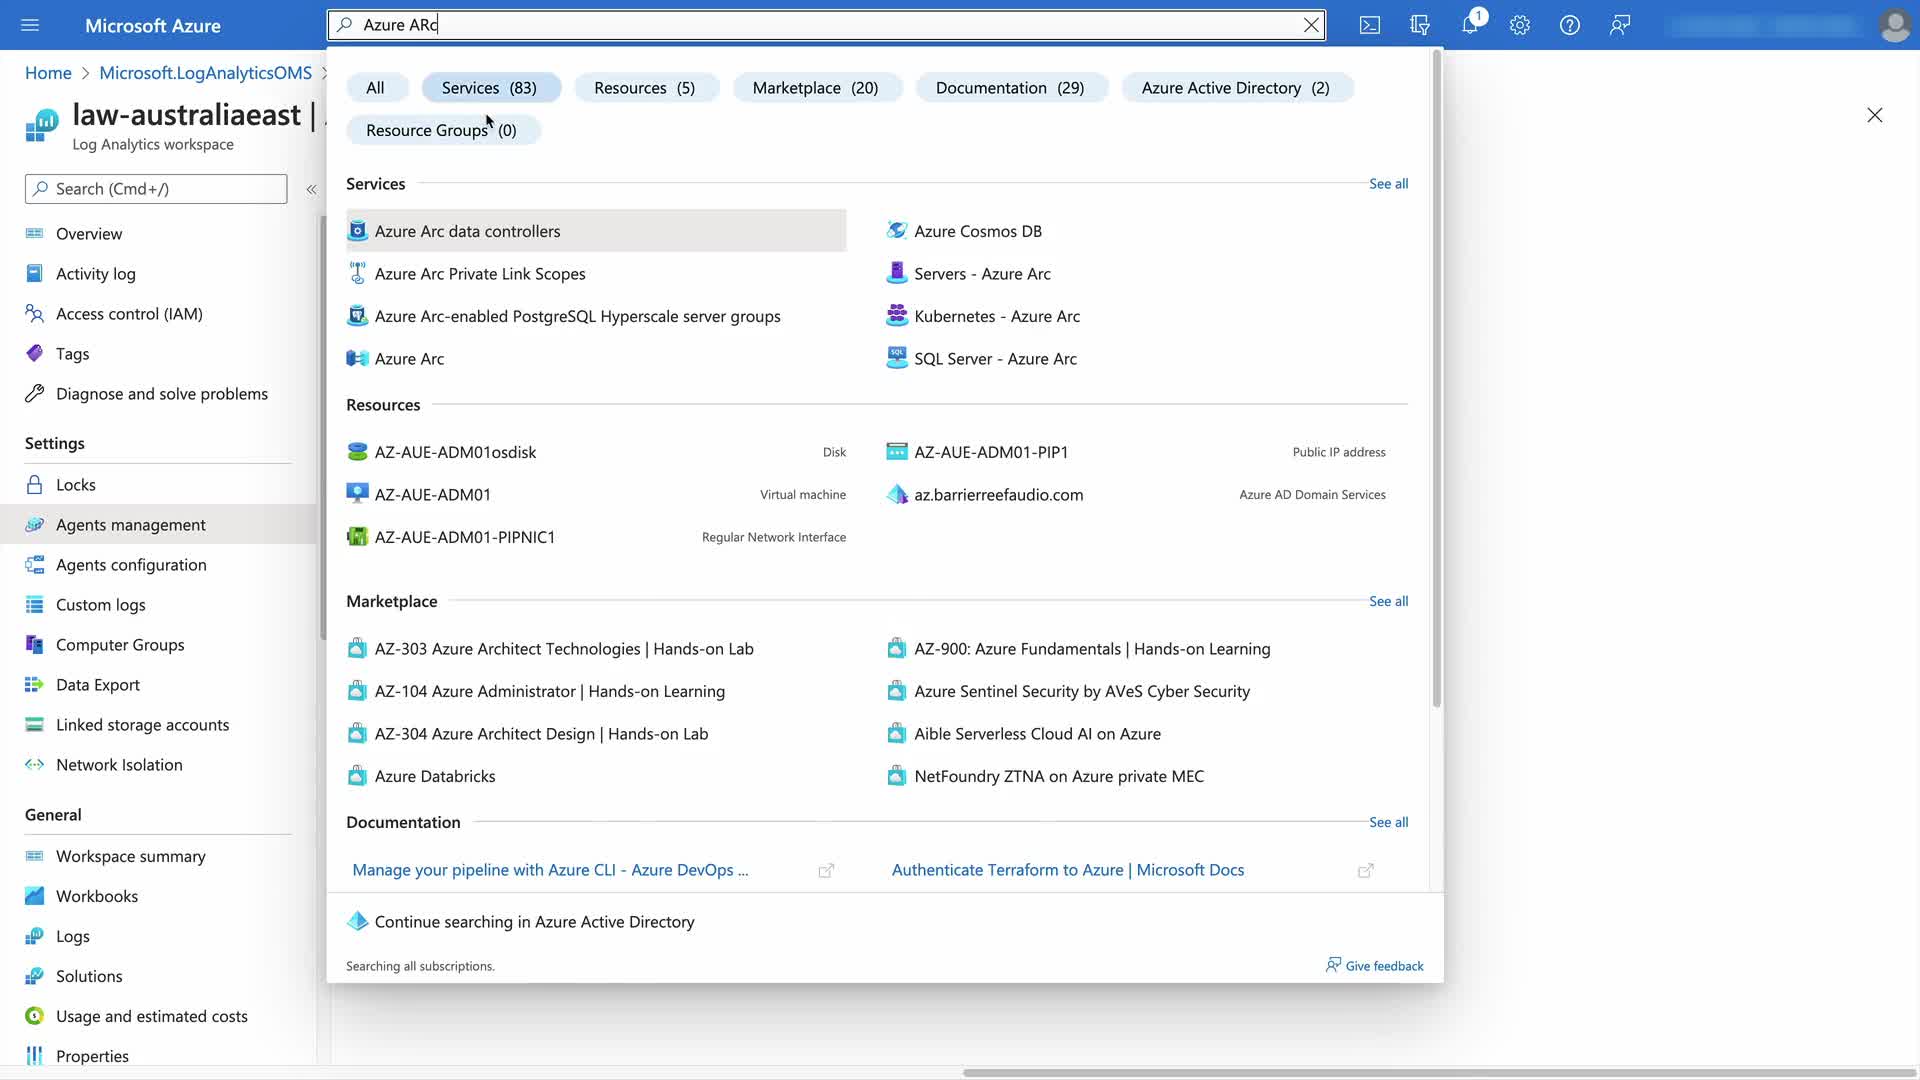 Microsoft Azure
Azure ARc
1
Home > Microsoft.LogAnalyticsOMS >
law-australiaeast |
Log Analytics workspace
Search (Cmd+/)
«
Overview
Activity log
Access control (IAM)
Tags
Diagnose and solve problems
Settings
Locks
Agents management
Agents configuration
Custom logs
Computer Groups
Data Export
Linked storage accounts
Network Isolation
General
Workspace summary
Workbooks
Logs
Solutions
Usage and estimated costs
Properties
All
Services (83)
Resources (5)
Marketplace (20)
Documentation (29)
Azure Active Directory (2)
Resource Groups (0)
Services
See all
Azure Arc data controllers
Azure Cosmos DB
Azure Arc Private Link Scopes
Servers - Azure Arc
Azure Arc-enabled PostgreSQL Hyperscale server groups
Kubernetes - Azure Arc
Azure Arc
SQL Server - Azure Arc
Resources
AZ-AUE-ADM01osdisk Disk
AZ-AUE-ADM01-PIP1 Public IP address
AZ-AUE-ADM01 Virtual machine
az.barrierreefaudio.com Azure AD Domain Services
AZ-AUE-ADM01-PIPNIC1 Regular Network Interface
Marketplace
See all
AZ-303 Azure Architect Technologies | Hands-on Lab
AZ-900: Azure Fundamentals | Hands-on Learning
AZ-104 Azure Administrator | Hands-on Learning
Azure Sentinel Security by AVeS Cyber Security
AZ-304 Azure Architect Design | Hands-on Lab
Aible Serverless Cloud AI on Azure
Azure Databricks
NetFoundry ZTNA on Azure private MEC
Documentation
See all
Manage your pipeline with Azure CLI - Azure DevOps ...
Authenticate Terraform to Azure | Microsoft Docs
Continue searching in Azure Active Directory
Searching all subscriptions.
Give feedback